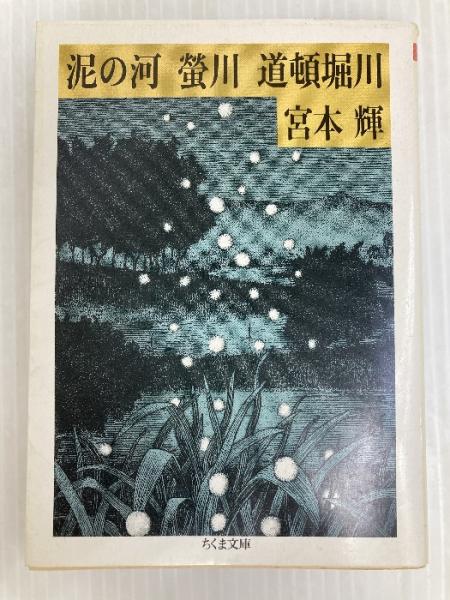 泥の河 螢川 道頓堀川
宮本 輝
ちくま文庫